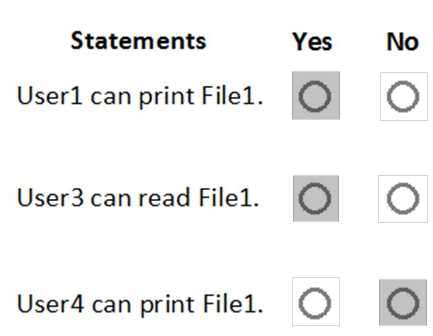 Statements Yes No
User1 can print File1.
User3 can read File1.
User4 can print File1.